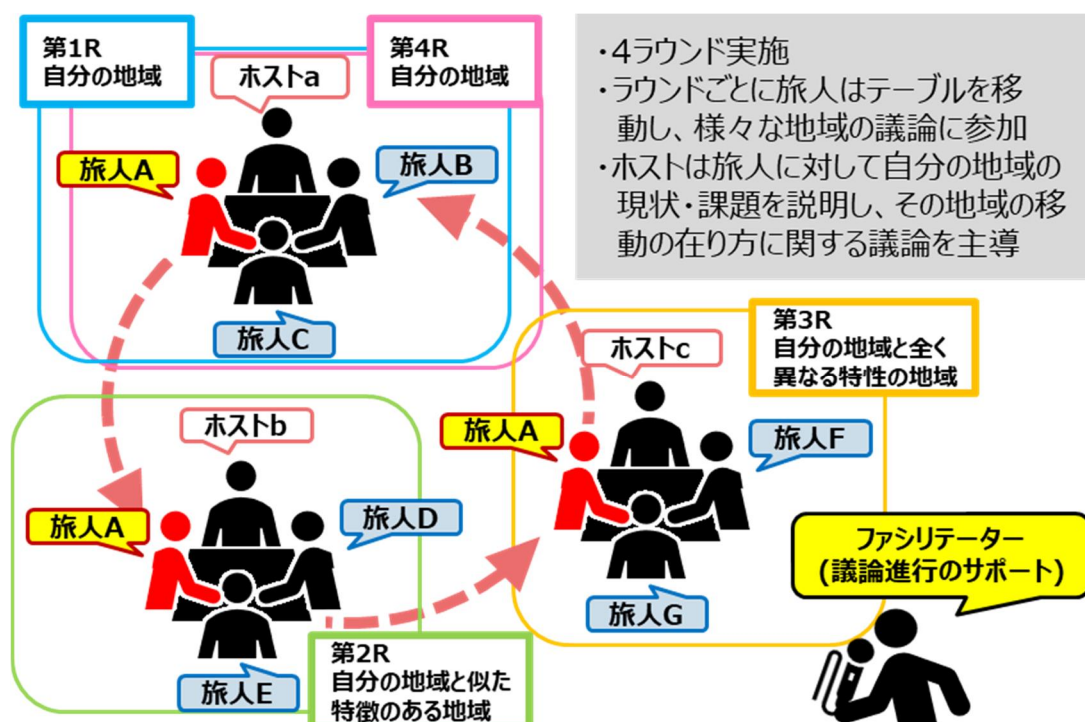 第1R
自分の地域
第4R
自分の地域
ホストa
旅人A
旅人B
旅人C
・4ラウンド実施
・ラウンドごとに旅人はテーブルを移
動し、様々な地域の議論に参加
・ホストは旅人に対して自分の地域の
現状・課題を説明し、その地域の移
動の在り方に関する議論を主導
ホストb
旅人A
旅人D
旅人E
第2R
自分の地域と似た
特徴のある地域
第3R
自分の地域と全く
異なる特性の地域
ホストc
旅人A
旅人F
旅人G
ファシリテーター
(議論進行のサポート)